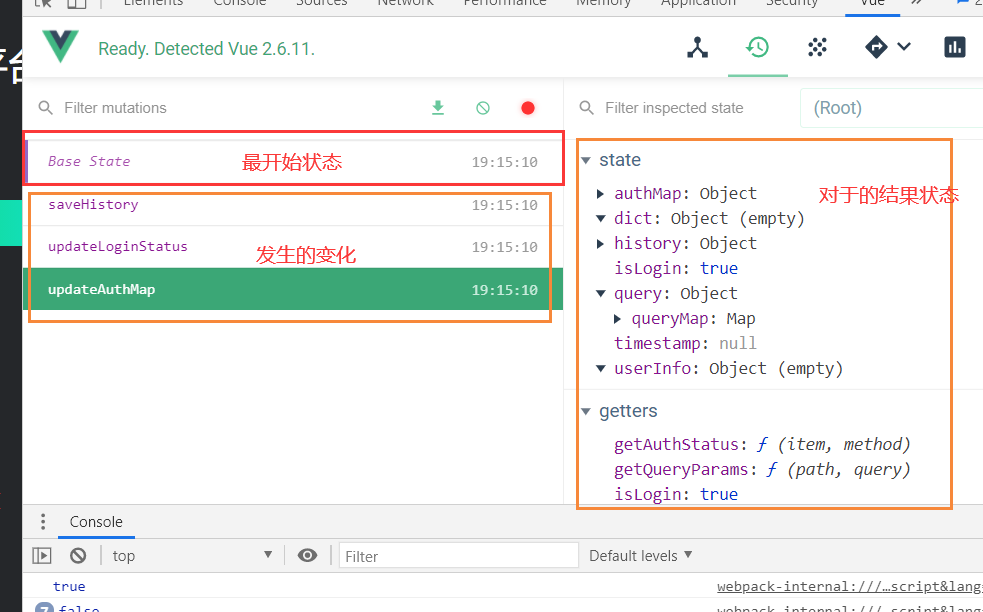 Elements Console Sources Network Performance Memory Application Security Vue » 2
平台
Ready. Detected Vue 2.6.11.
Filter mutations
Filter inspected state
(Root)
Base State
最开始状态
19:15:10
saveHistory
19:15:10
updateLoginStatus
发生的变化
19:15:10
updateAuthMap
19:15:10
state
authMap: Object
对于的结果状态
dict: Object (empty)
history: Object
isLogin: true
query: Object
queryMap: Map
timestamp: null
userInfo: Object (empty)
getters
getAuthStatus: ƒ (item, method)
getQueryParams: ƒ (path, query)
isLogin: true
Console
top
Filter
Default levels ▼
true
webpack-internal:///…script&lang=
7 false
webpack-internal:///…script&lang=